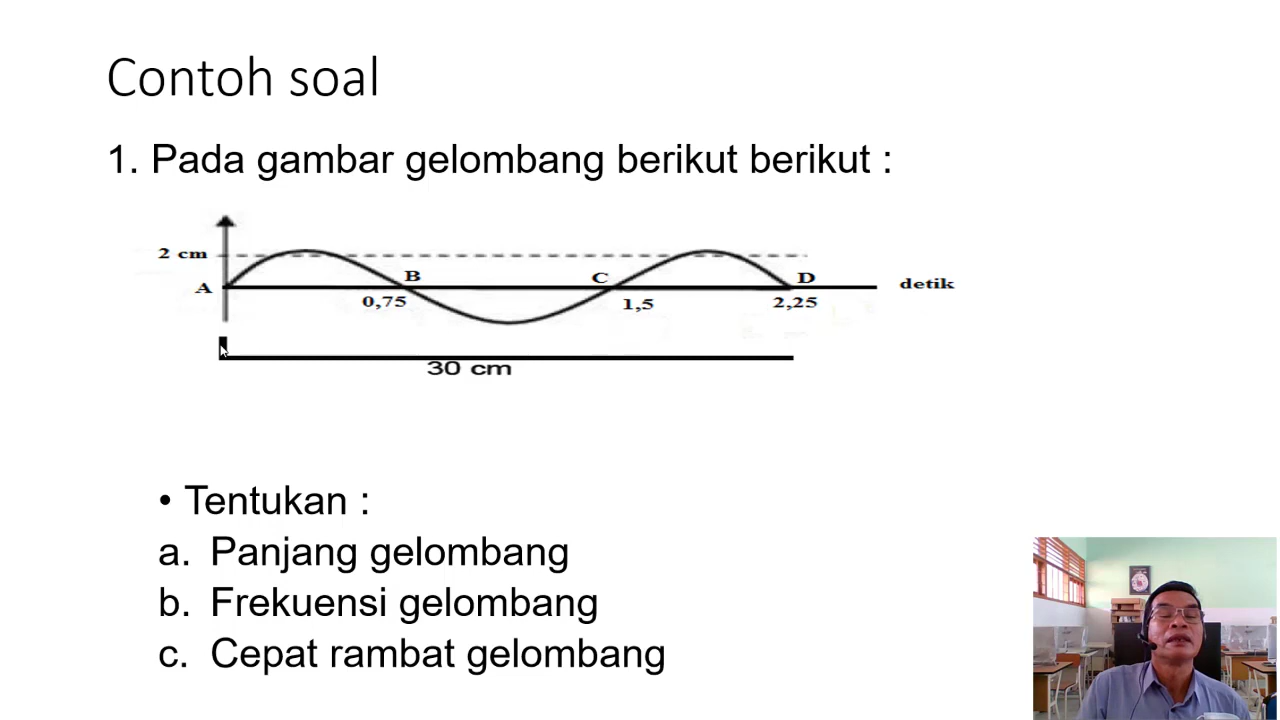 Contoh soal
1. Pada gambar gelombang berikut berikut :
2 cm
A B C D detik
0,75 1,5 2,25
30 cm
• Tentukan :
a. Panjang gelombang
b. Frekuensi gelombang
c. Cepat rambat gelombang